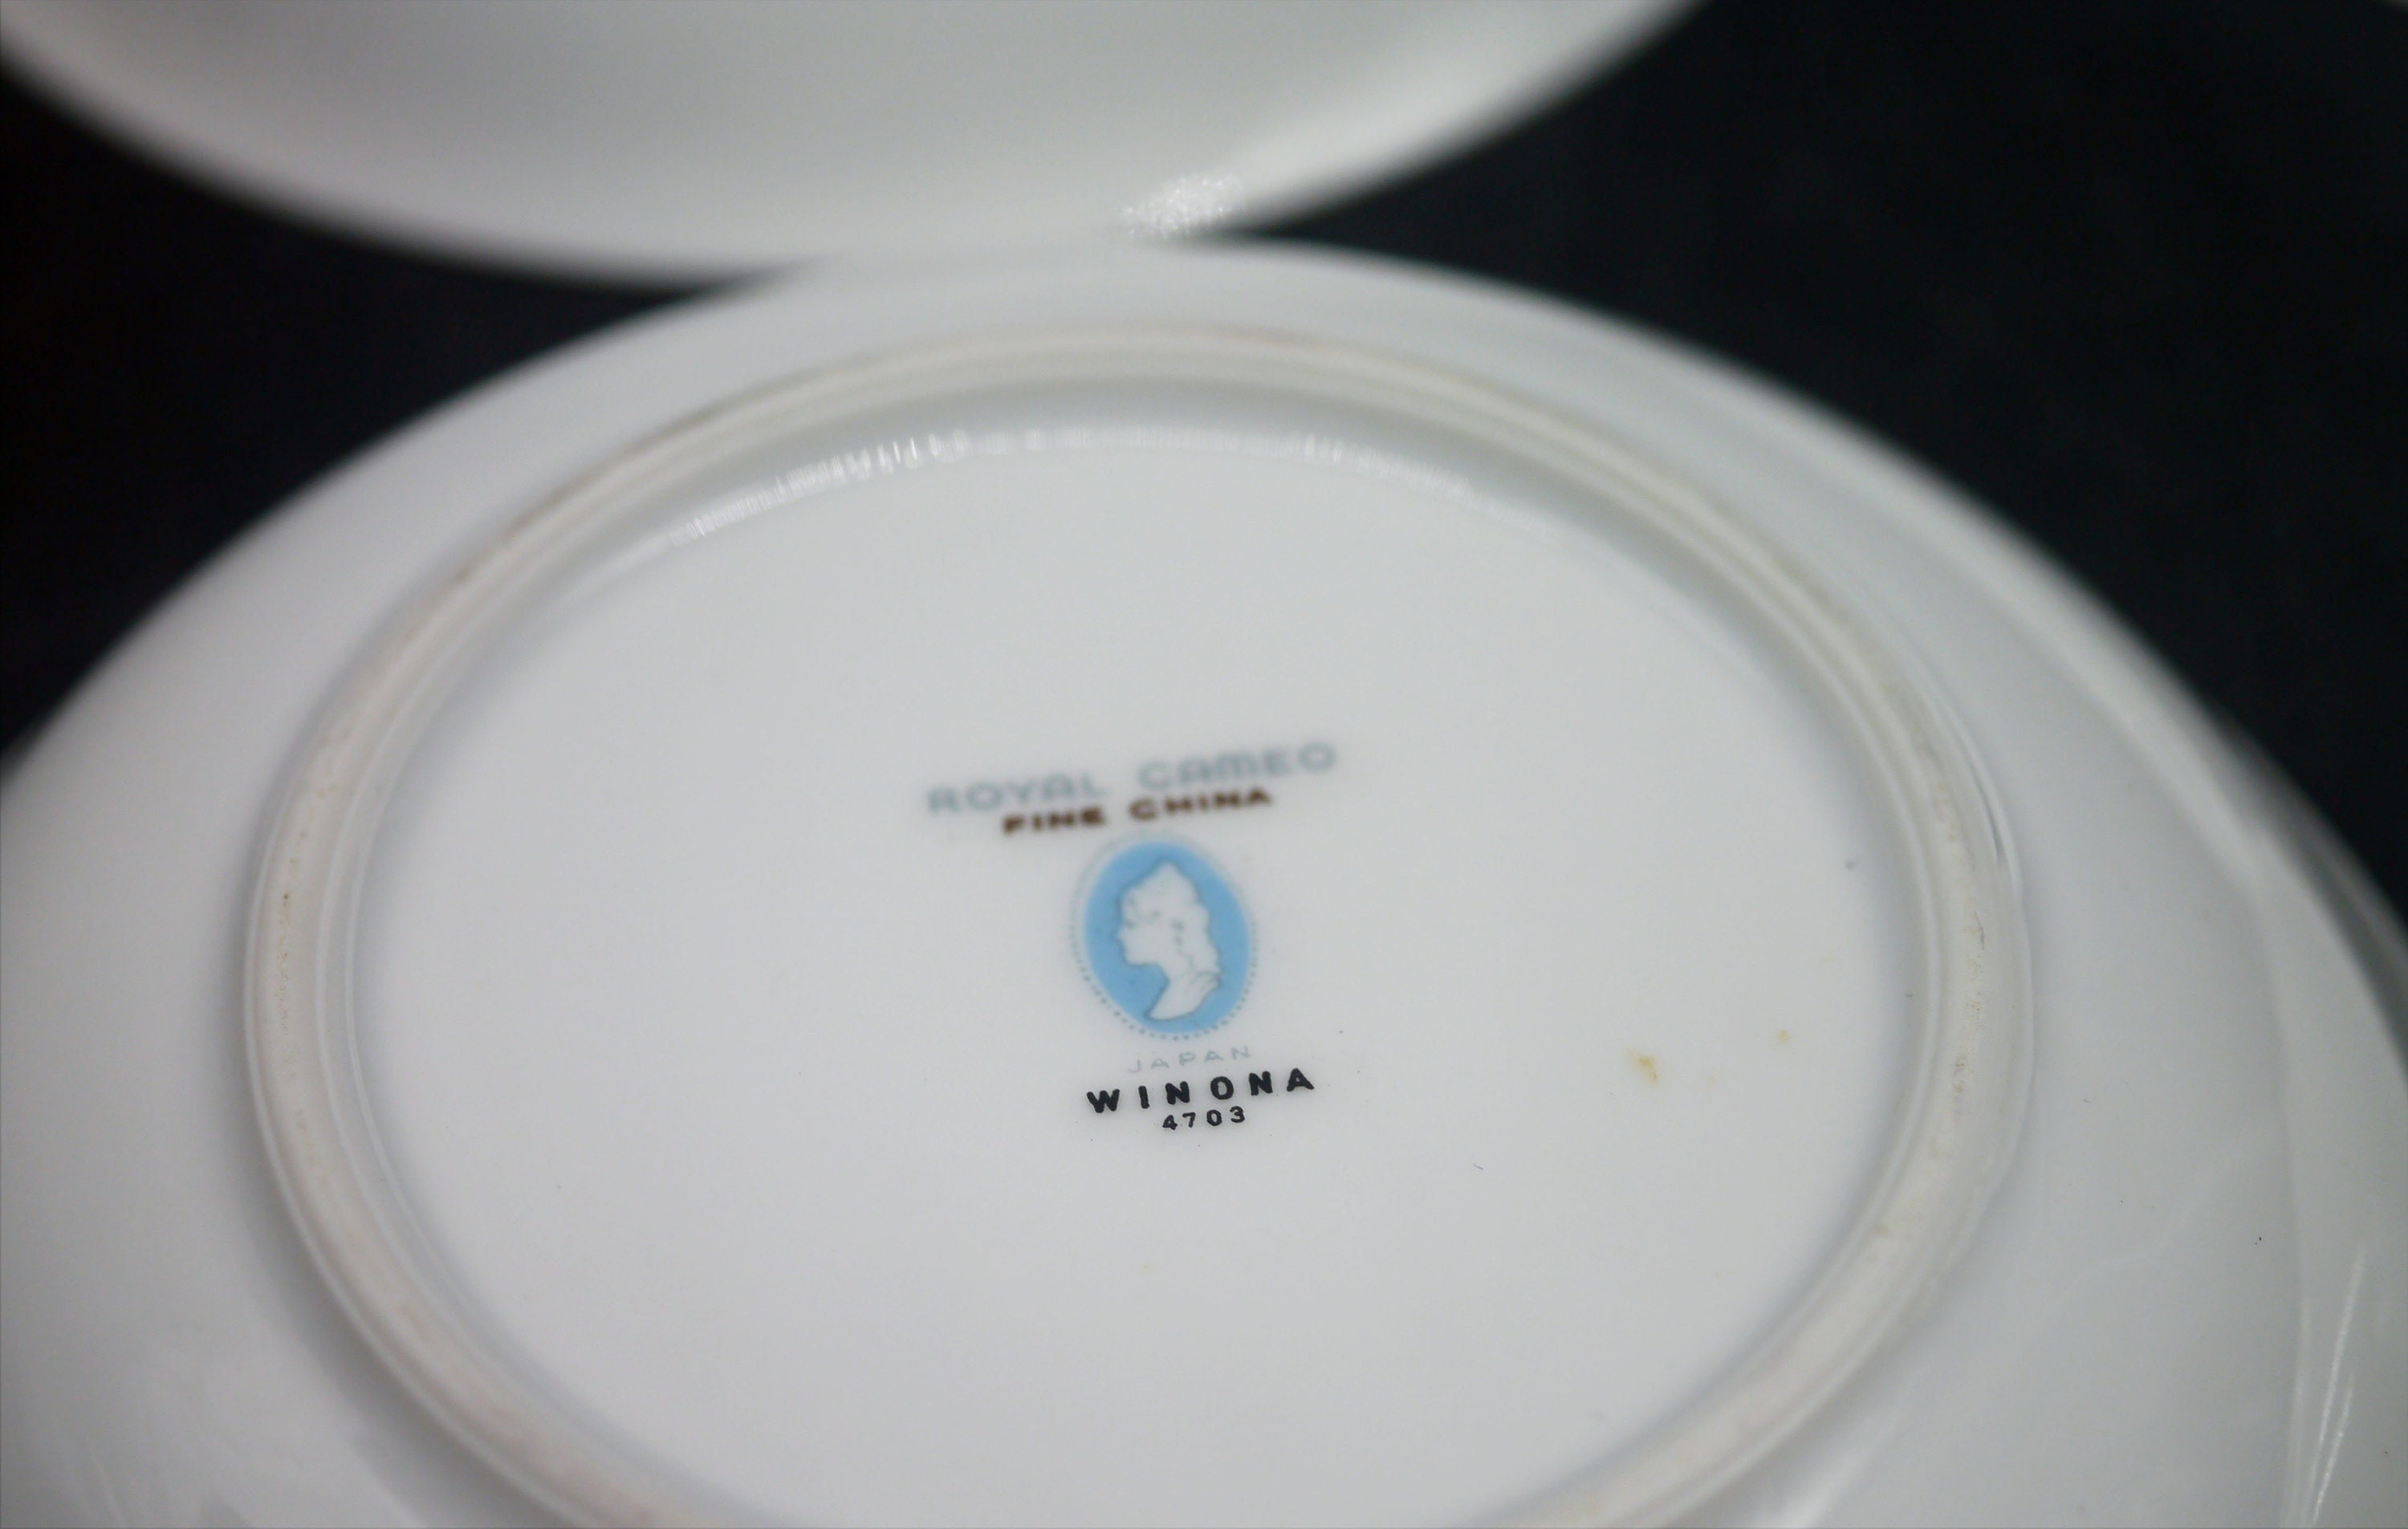 ROYAL CAMEO
FINE CHINA
JAPAN
WINONA
4703